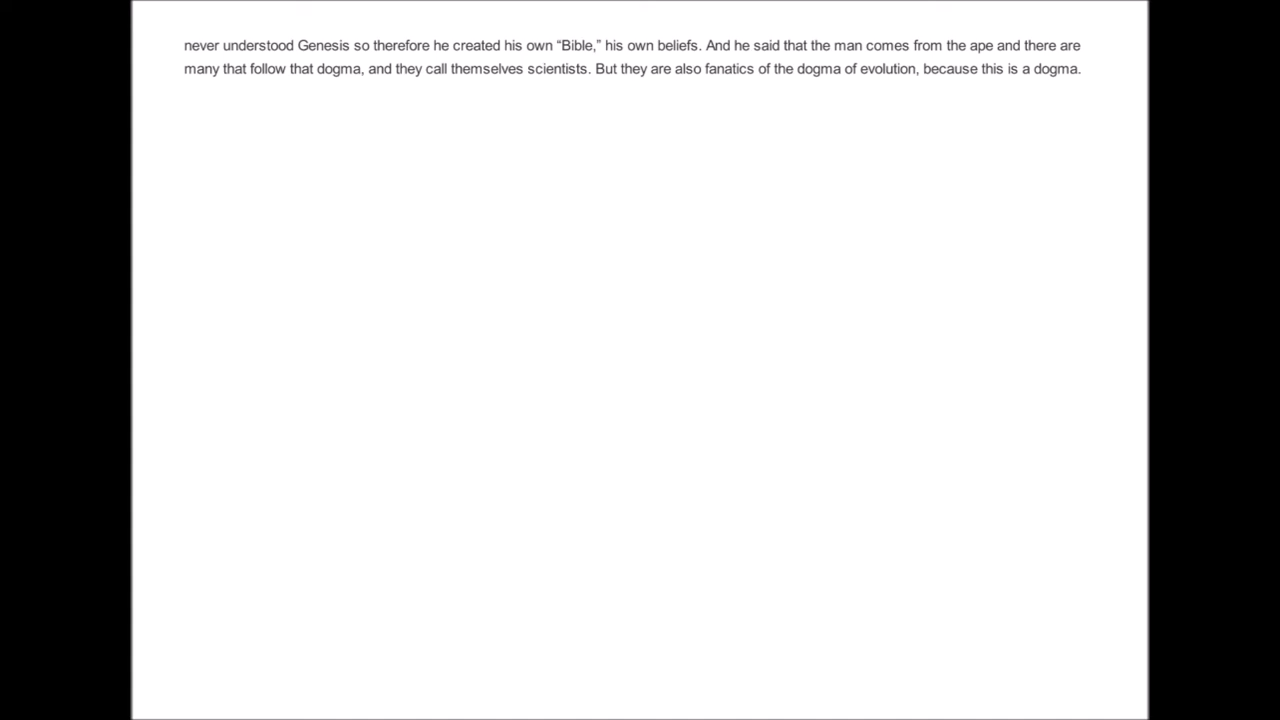 never understood Genesis so therefore he created his own “Bible,” his own beliefs. And he said that the man comes from the ape and there are
many that follow that dogma, and they call themselves scientists. But they are also fanatics of the dogma of evolution, because this is a dogma.